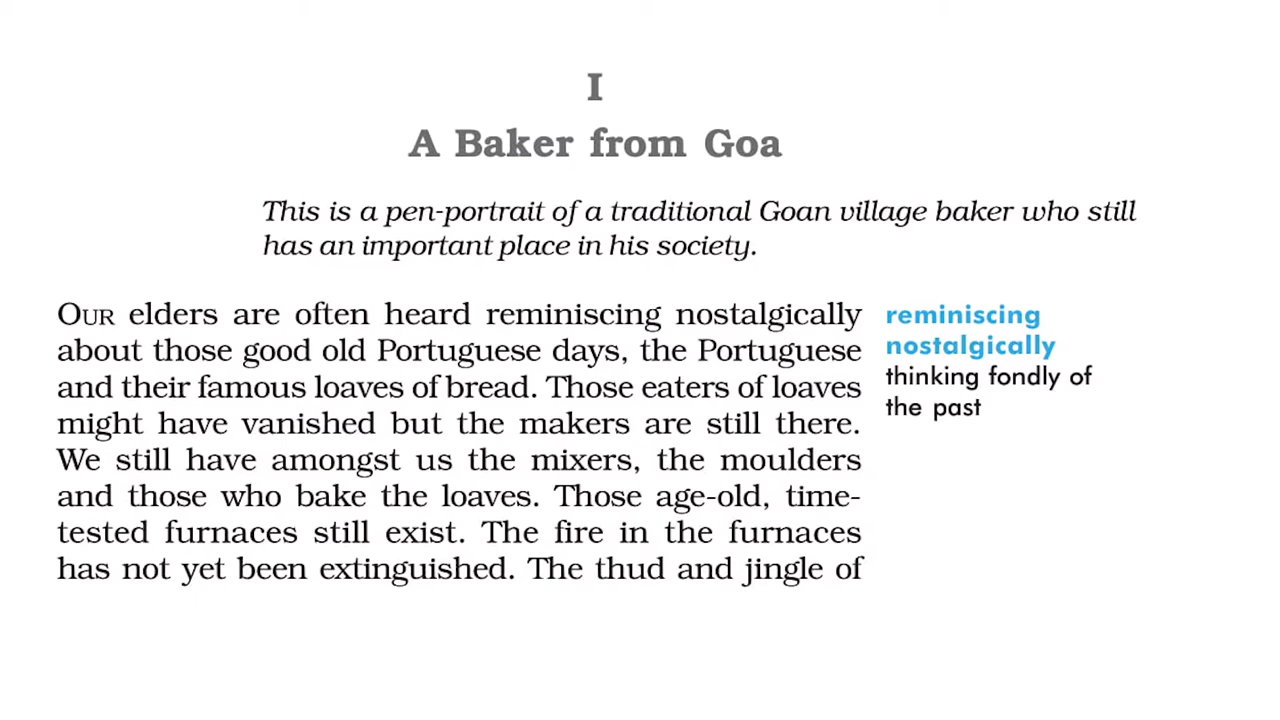 I
A Baker from Goa
This is a pen-portrait of a traditional Goan village baker who still
has an important place in his society.
OUR elders are often heard reminiscing nostalgically
about those good old Portuguese days, the Portuguese
and their famous loaves of bread. Those eaters of loaves
might have vanished but the makers are still there.
We still have amongst us the mixers, the moulders
and those who bake the loaves. Those age-old, time-
tested furnaces still exist. The fire in the furnaces
has not yet been extinguished. The thud and jingle of
reminiscing
nostalgically
thinking fondly of
the past